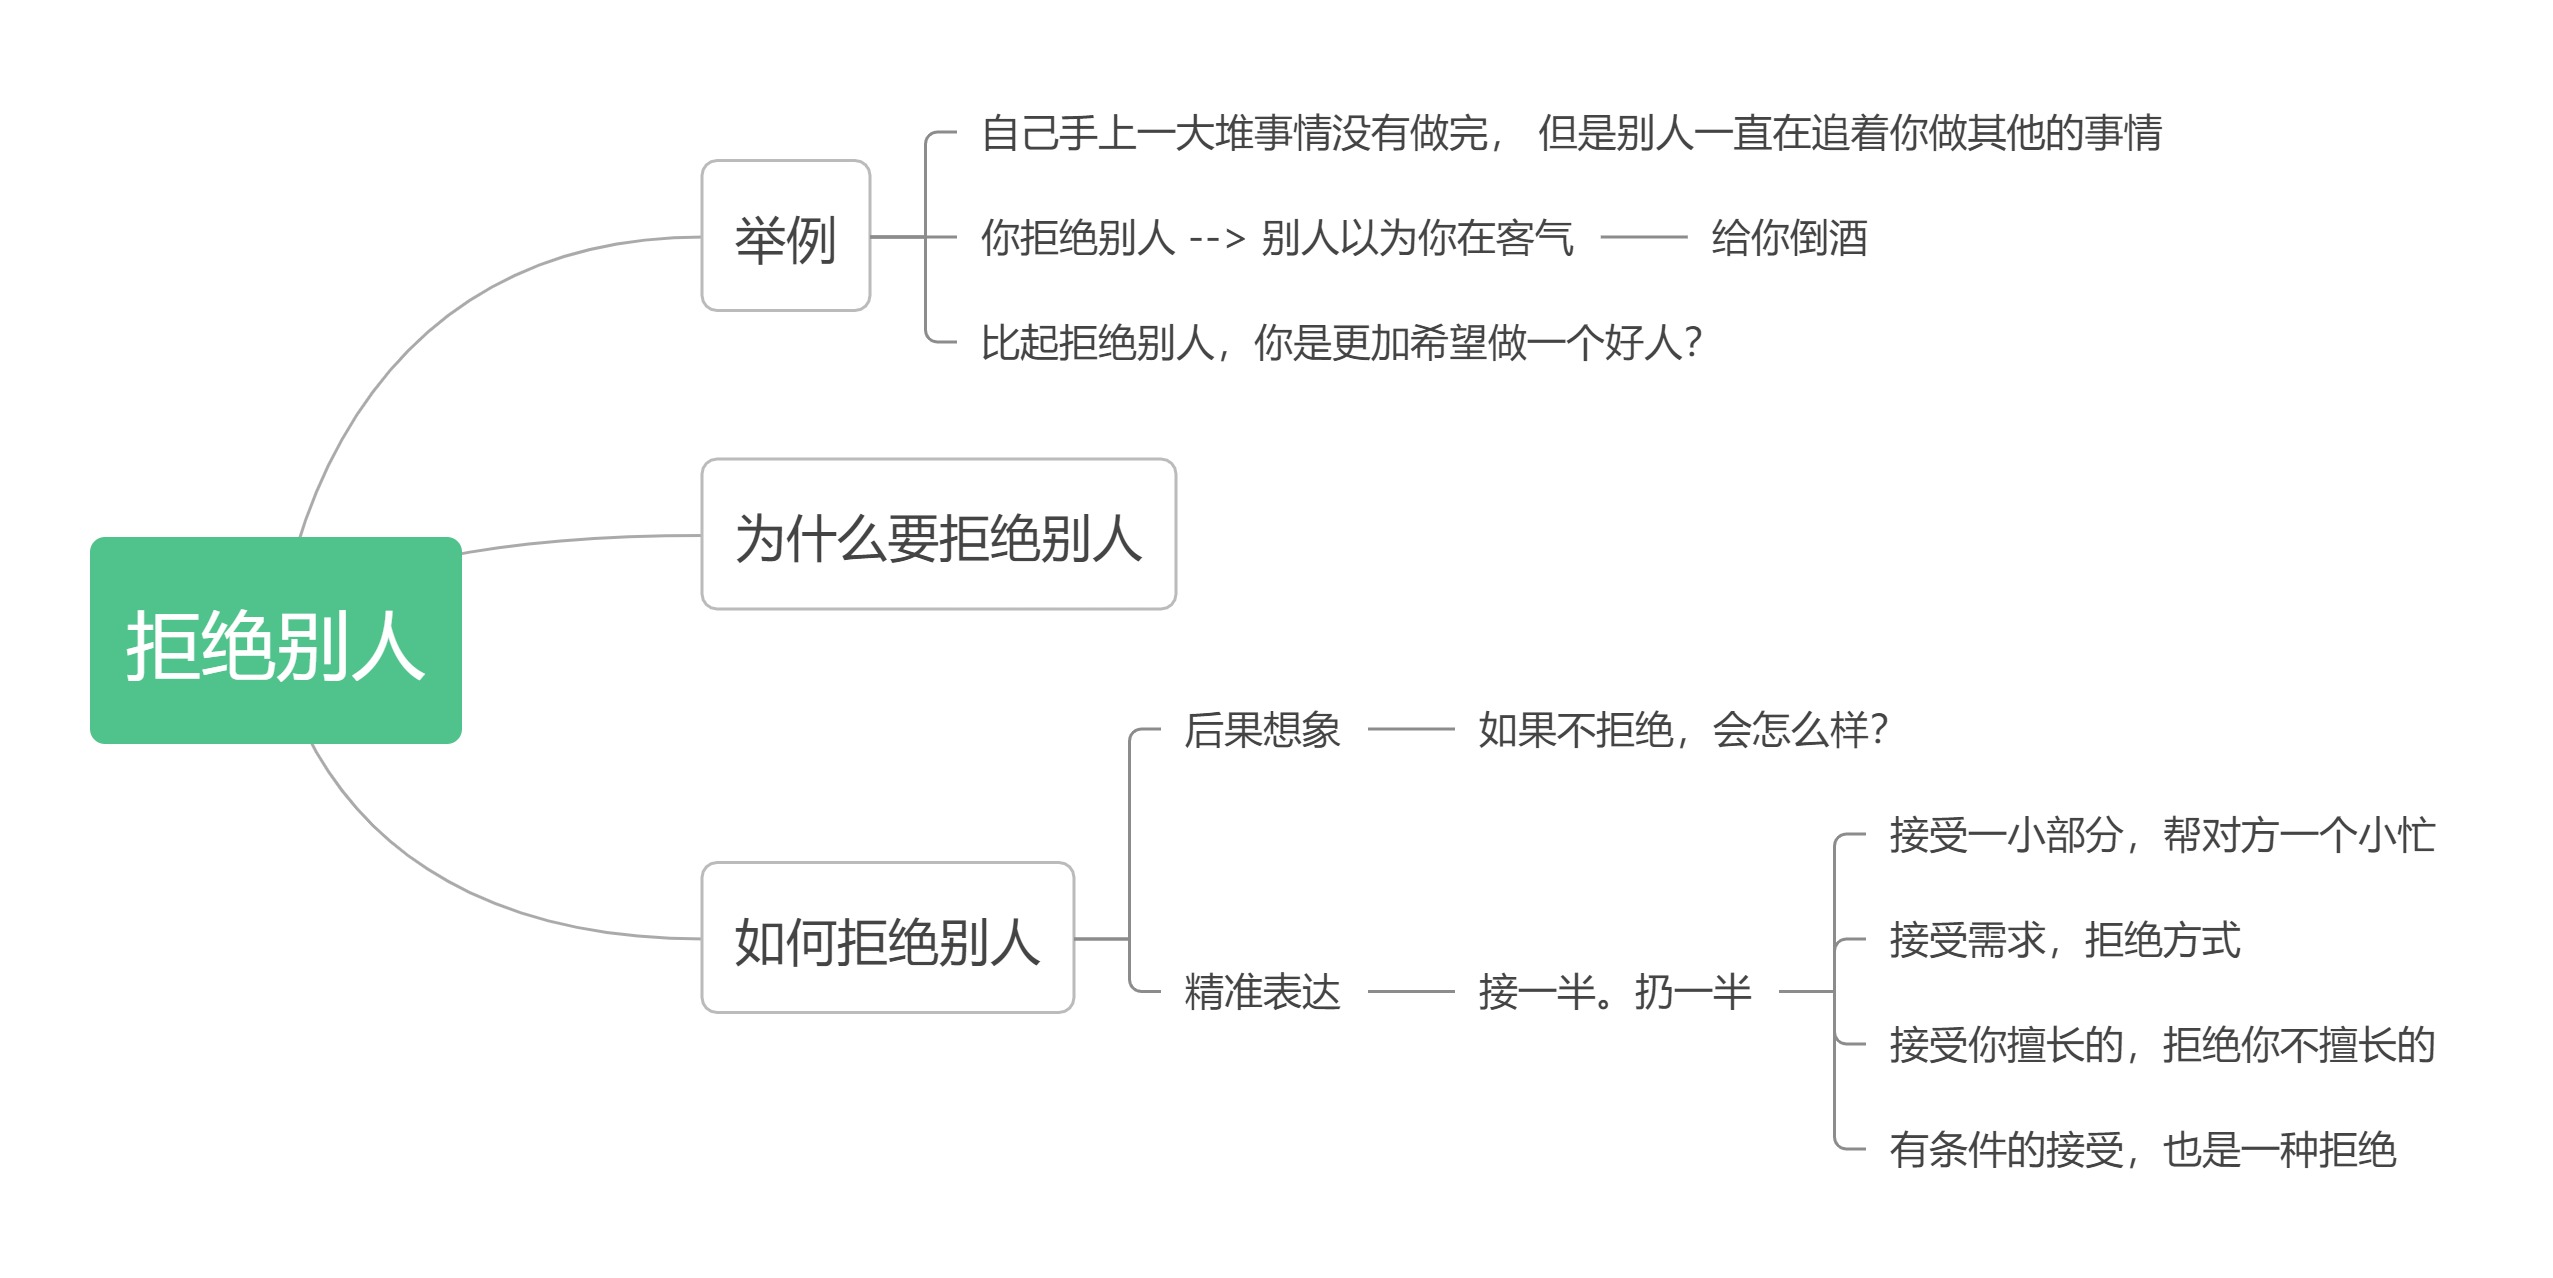 拒绝别人
举例
自己手上一大堆事情没有做完， 但是别人一直在追着你做其他的事情
你拒绝别人 --> 别人以为你在客气
给你倒酒
比起拒绝别人，你是更加希望做一个好人？
为什么要拒绝别人
如何拒绝别人
后果想象
如果不拒绝，会怎么样？
精准表达
接一半。扔一半
接受一小部分，帮对方一个小忙
接受需求，拒绝方式
接受你擅长的，拒绝你不擅长的
有条件的接受，也是一种拒绝